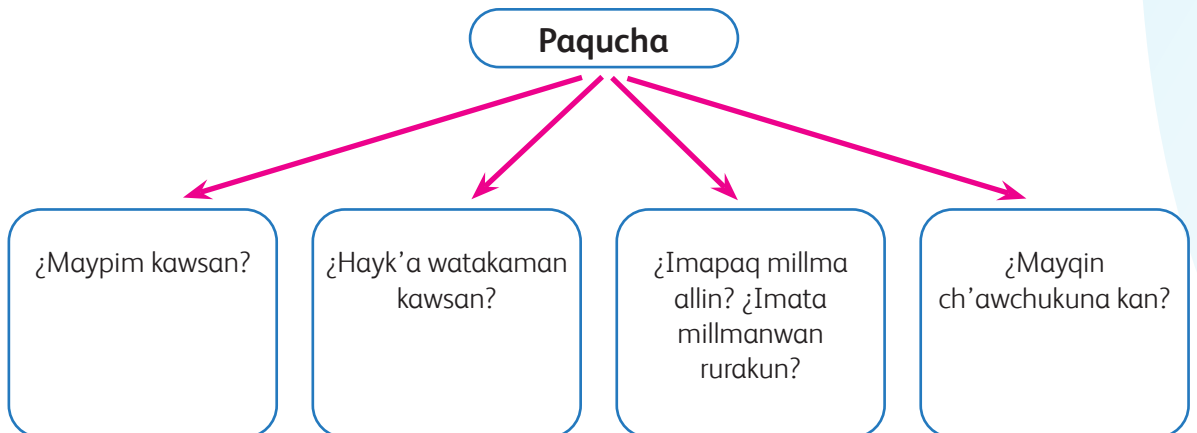 Paqucha
¿Maypim kawsan?
¿Hayk’a watakaman
kawsan?
¿Imapaq millma
allin? ¿Imata
millmanwan
rurakun?
¿Mayqin
ch’awchukuna kan?